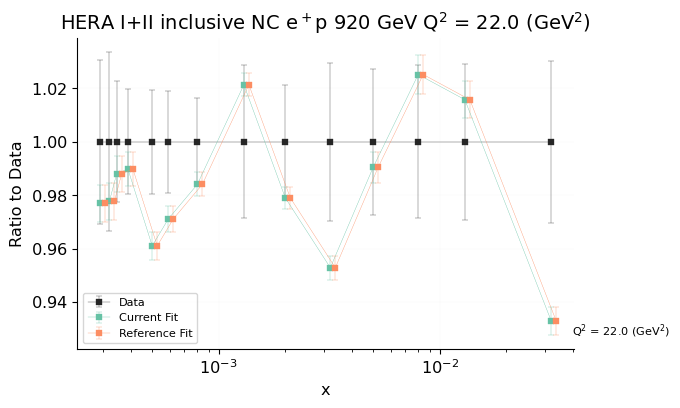 HERA I+II inclusive NC e⁺p 920 GeV Q² = 22.0 (GeV²)
Ratio to Data
1.02
1.00
0.98
0.96
0.94
Data
Current Fit
Reference Fit
Q² = 22.0 (GeV²)
10⁻³
10⁻²
x